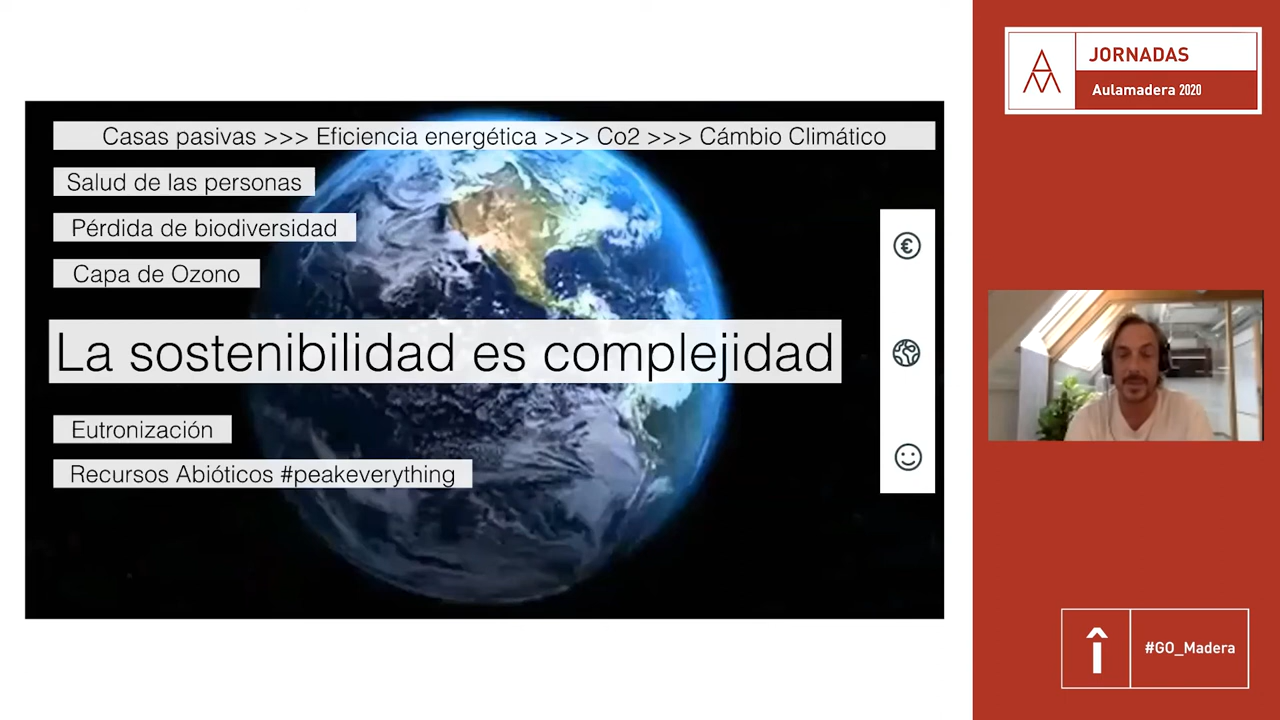 Casas pasivas >>> Eficiencia energética >>> Co2 >>> Cámbio Climático
Salud de las personas
Pérdida de biodiversidad
Capa de Ozono
La sostenibilidad es complejidad
Eutronización
Recursos Abióticos #peakeverything
€
JORNADAS
Aulamadera 2020
#GO_Madera